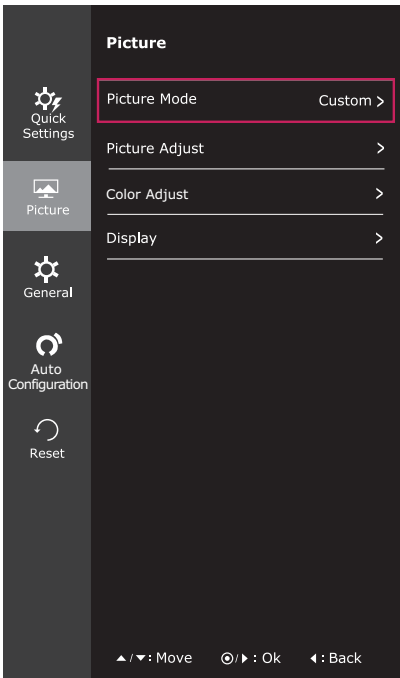 Picture
Quick
Settings
Picture
General
Auto
Configuration
Reset
Picture Mode Custom >
Picture Adjust >
Color Adjust >
Display >
▲/▼: Move ◉/▶: Ok ◀: Back